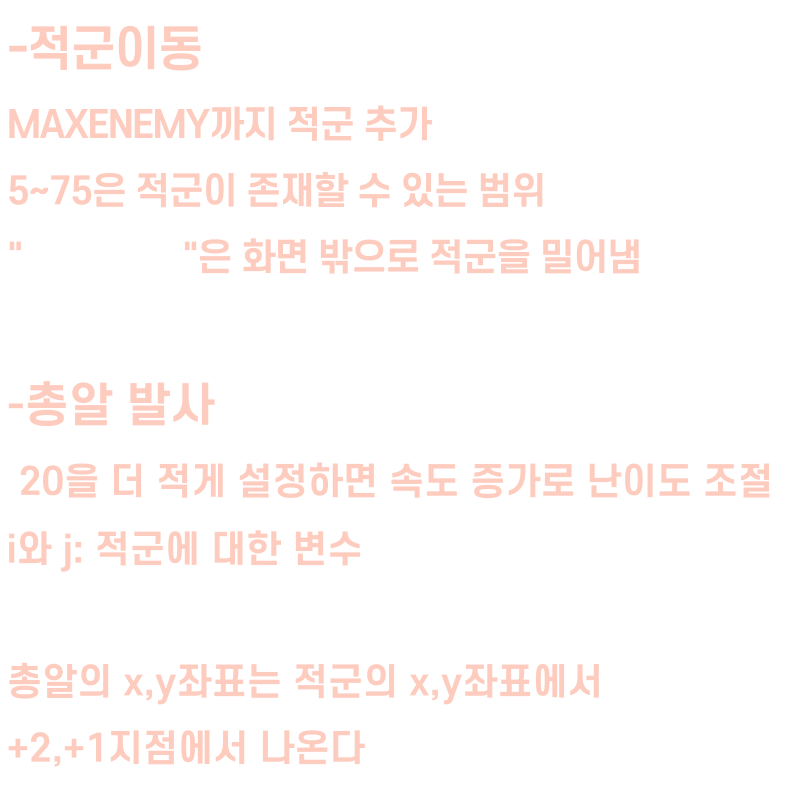 -적군이동
MAXENEMY까지 적군 추가
5~75은 적군이 존재할 수 있는 범위
"              "은 화면 밖으로 적군을 밀어냄
-총알 발사
20을 더 적게 설정하면 속도 증가로 난이도 조절
i와 j: 적군에 대한 변수
총알의 x,y좌표는 적군의 x,y좌표에서
+2,+1지점에서 나온다